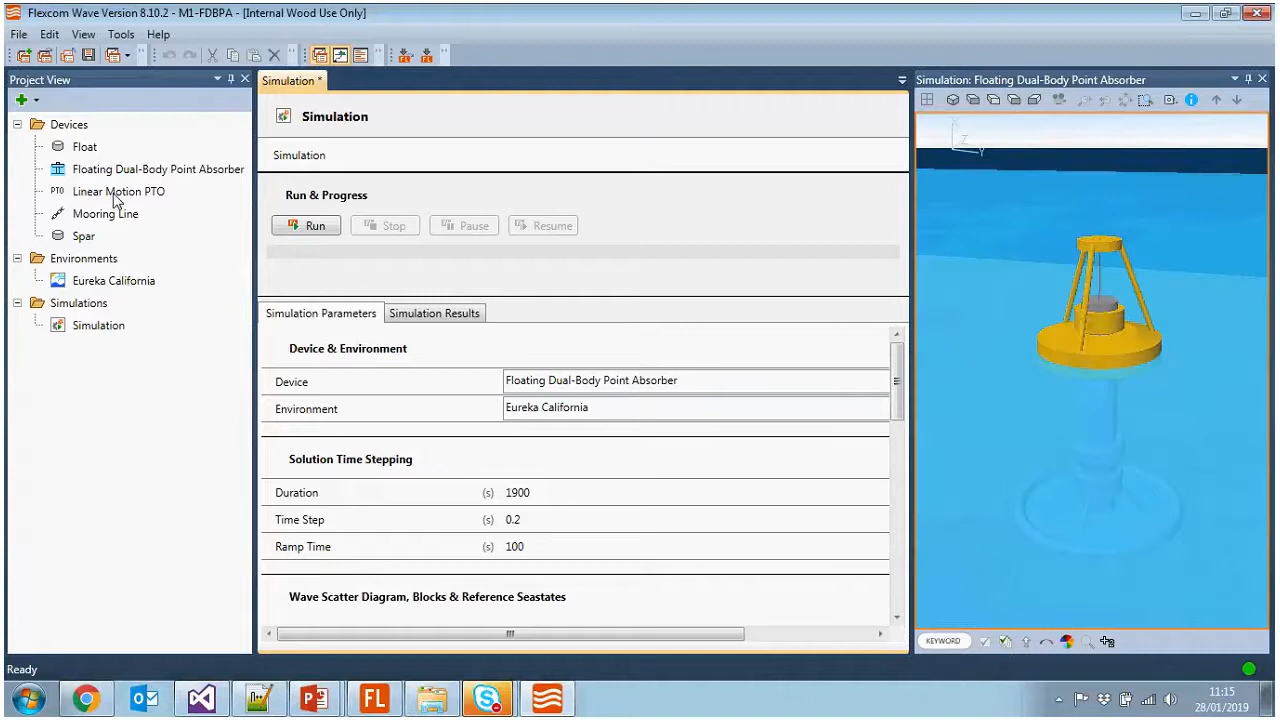 Flexcom Wave Version 8.10.2 - M1-FDBPA - [Internal Wood Use Only]
File Edit View Tools Help
Project View
Devices
Float
Floating Dual-Body Point Absorber
PTO Linear Motion PTO
Mooring Line
Spar
Environments
Eureka California
Simulations
Simulation
Simulation *
Simulation
Simulation
Run & Progress
Run Stop Pause Resume
Simulation Parameters Simulation Results
Device & Environment
Device Floating Dual-Body Point Absorber
Environment Eureka California
Solution Time Stepping
Duration (s) 1900
Time Step (s) 0.2
Ramp Time (s) 100
Wave Scatter Diagram, Blocks & Reference Seastates
Simulation: Floating Dual-Body Point Absorber
X
Z
Y
KEYWORD
Ready
FL
11:15
28/01/2019